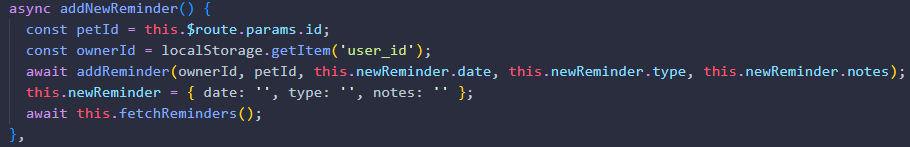 async addNewReminder() {
  const petId = this.$route.params.id;
  const ownerId = localStorage.getItem('user_id');
  await addReminder(ownerId, petId, this.newReminder.date, this.newReminder.type, this.newReminder.notes);
  this.newReminder = { date: '', type: '', notes: '' };
  await this.fetchReminders();
},